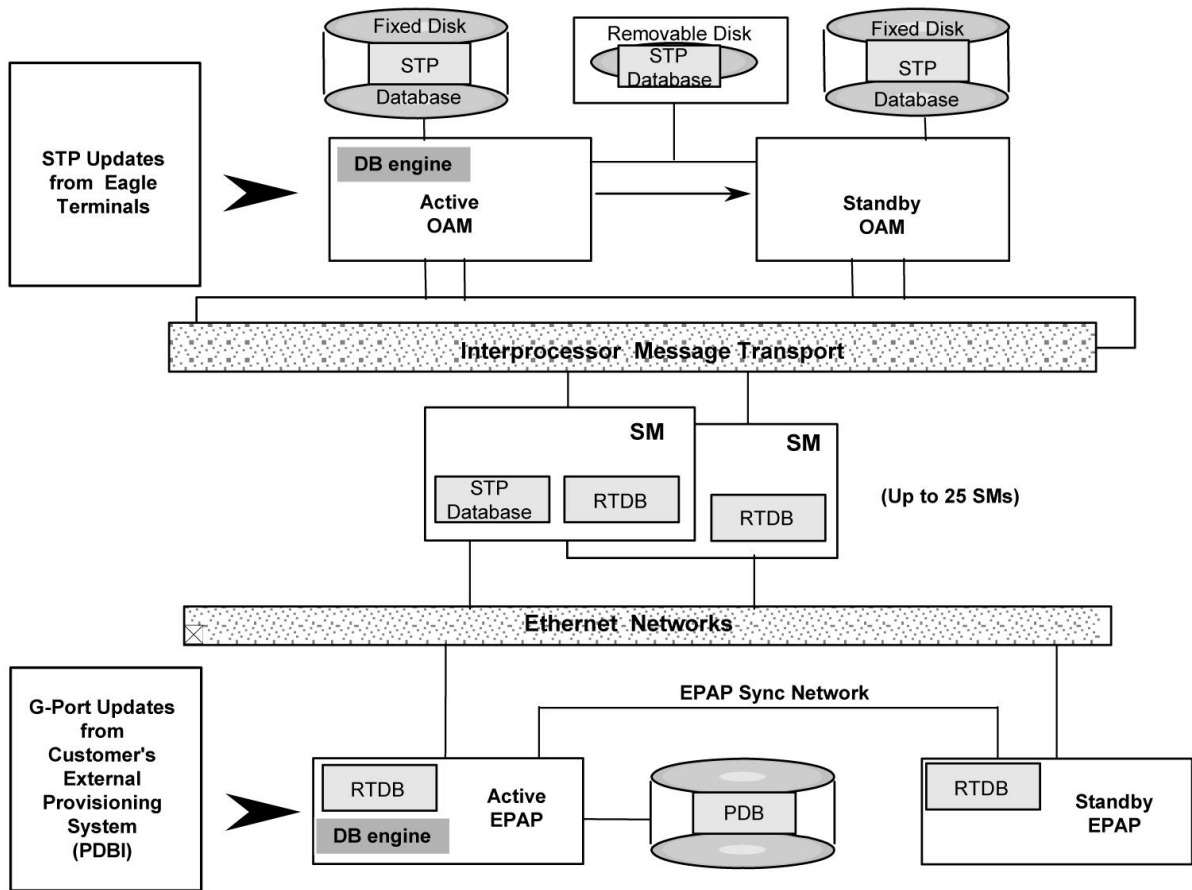 Fixed Disk
STP
Database
Removable Disk
STP
Database
Fixed Disk
STP
Database
STP Updates
from Eagle
Terminals
DB engine
Active
OAM
Standby
OAM
Interprocessor Message Transport
SM
STP
Database
RTDB
SM
RTDB
(Up to 25 SMs)
Ethernet Networks
G-Port Updates
from
Customer's
External
Provisioning
System
(PDBI)
EPAP Sync Network
RTDB
DB engine
Active
EPAP
PDB
RTDB
Standby
EPAP